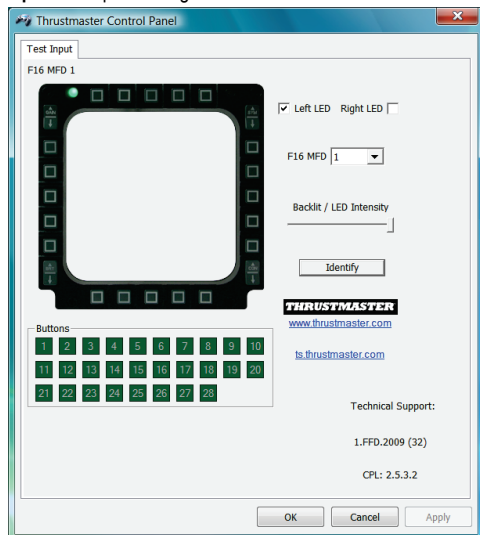 Thrustmaster Control Panel
Test Input
F16 MFD 1
Left LED Right LED
F16 MFD 1
Backlit / LED Intensity
Identify
THRUSTMASTER
www.thrustmaster.com
ts.thrustmaster.com
Buttons
1 2 3 4 5 6 7 8 9 10
11 12 13 14 15 16 17 18 19 20
21 22 23 24 25 26 27 28
Technical Support:
1.FFD.2009 (32)
CPL: 2.5.3.2
OK Cancel Apply